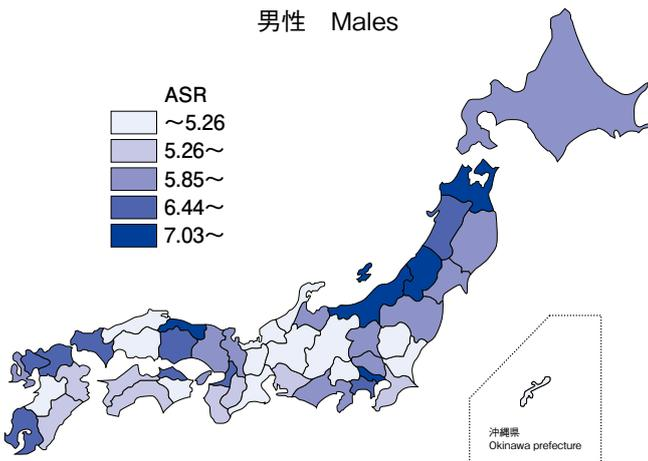 男性　Males
ASR
～5.26
5.26～
5.85～
6.44～
7.03～
沖縄県
Okinawa prefecture